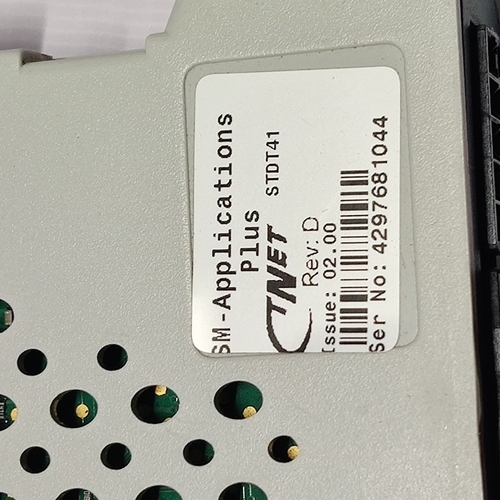 SM-Applications
Plus STDT41
CTNET
Rev: D
Issue: 02.00
Ser No: 4297681044